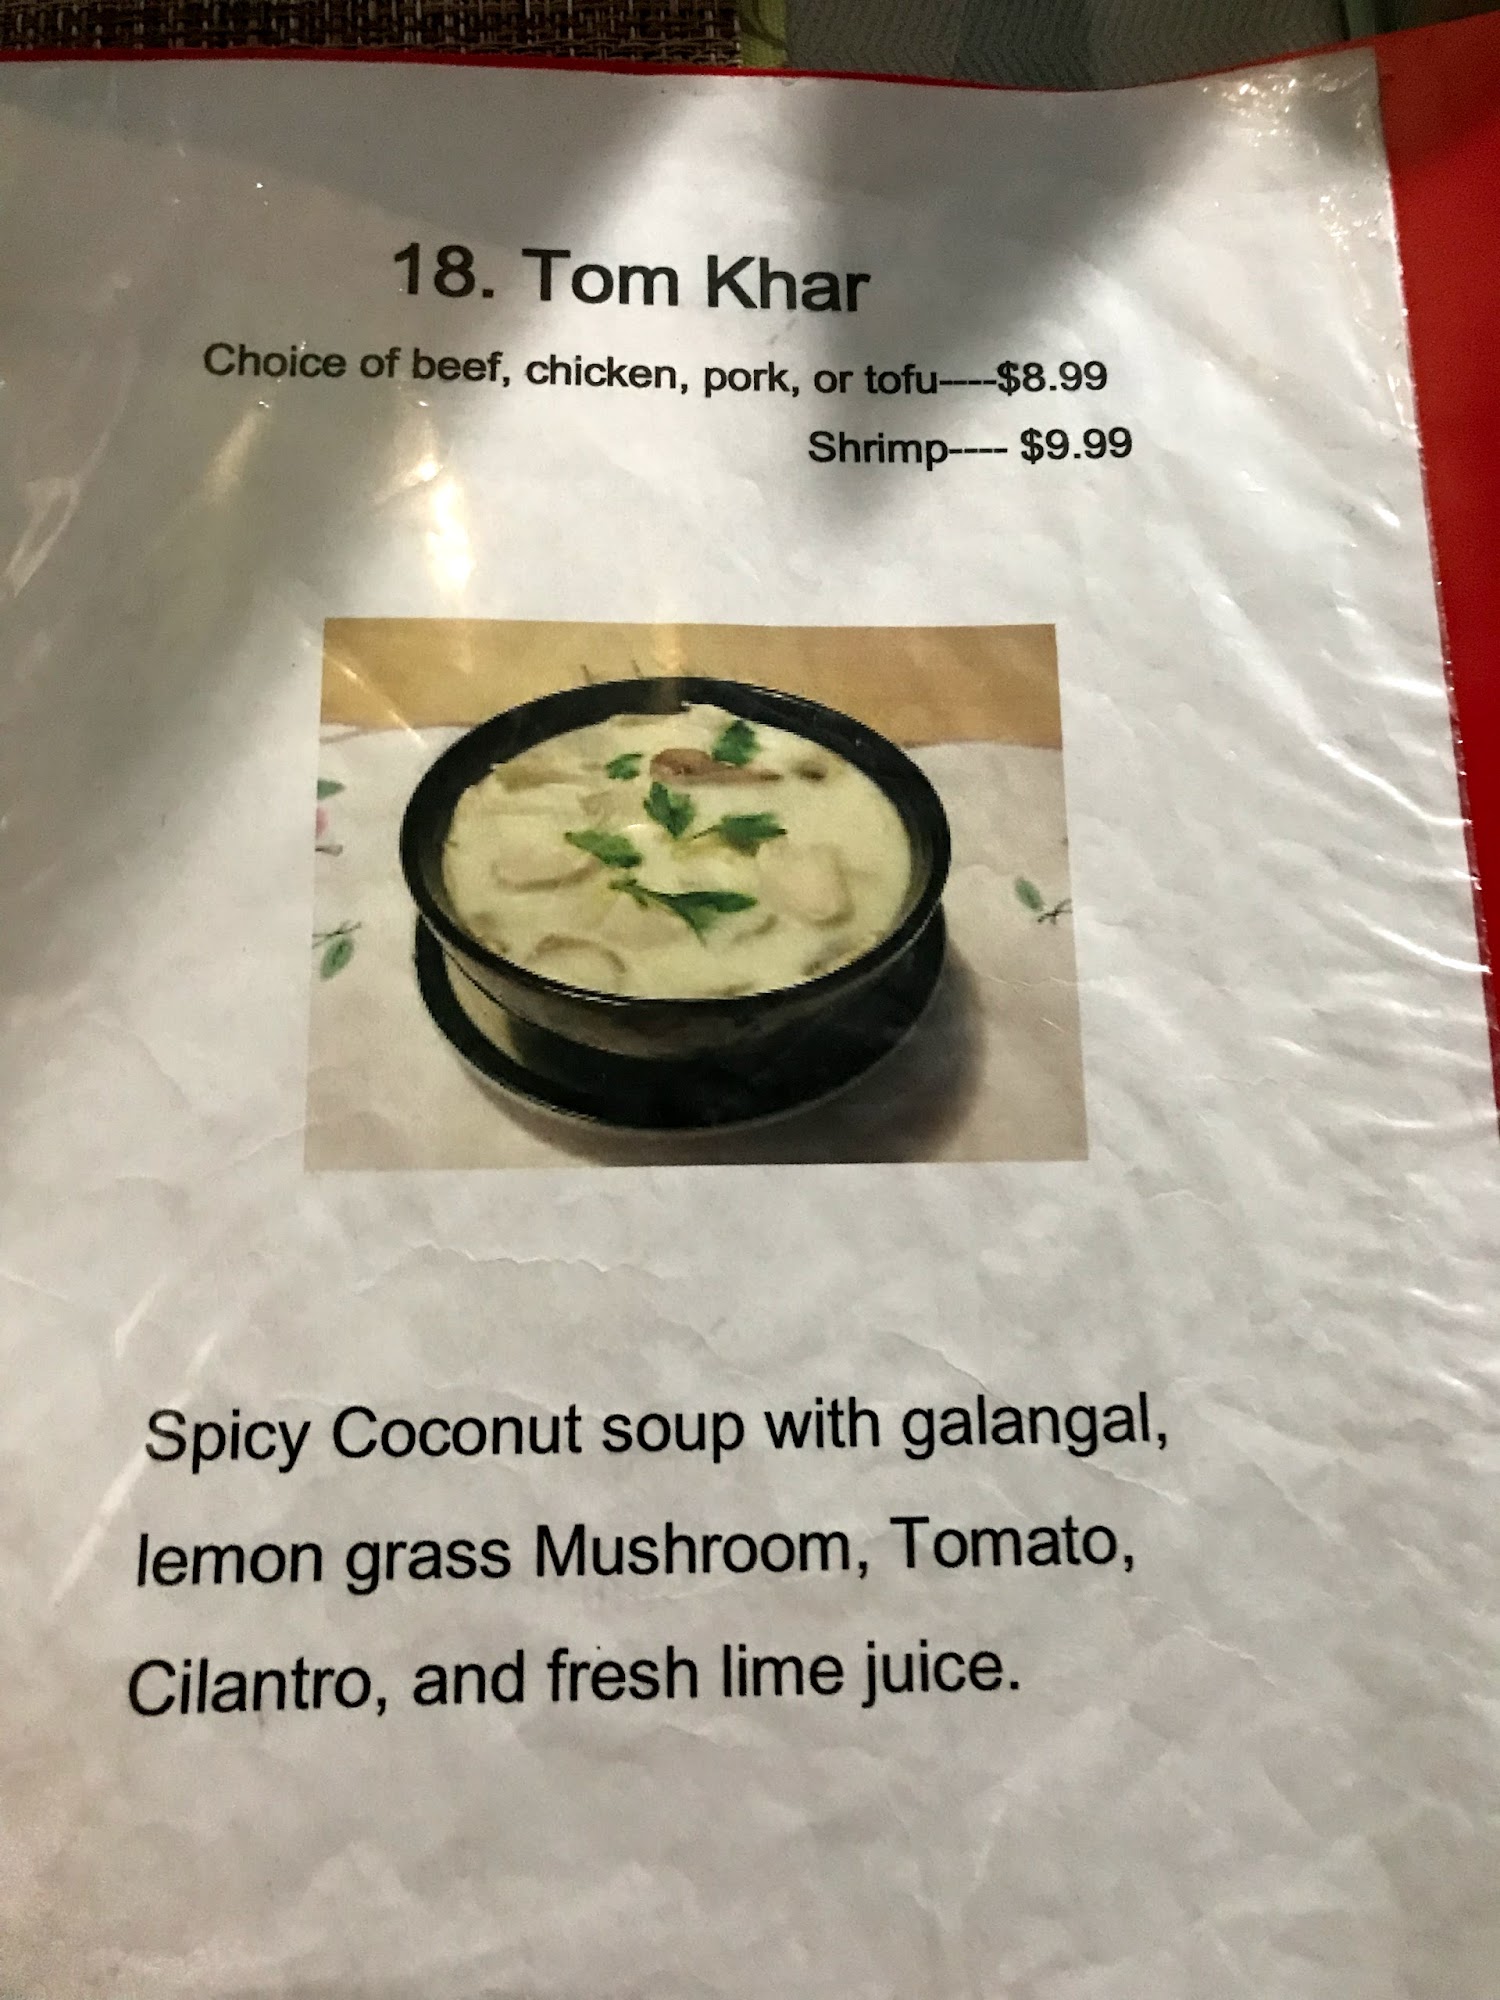 18. Tom Khar
Choice of beef, chicken, pork, or tofu----$8.99
Shrimp---- $9.99
Spicy Coconut soup with galangal,
lemon grass Mushroom, Tomato,
Cilantro, and fresh lime juice.